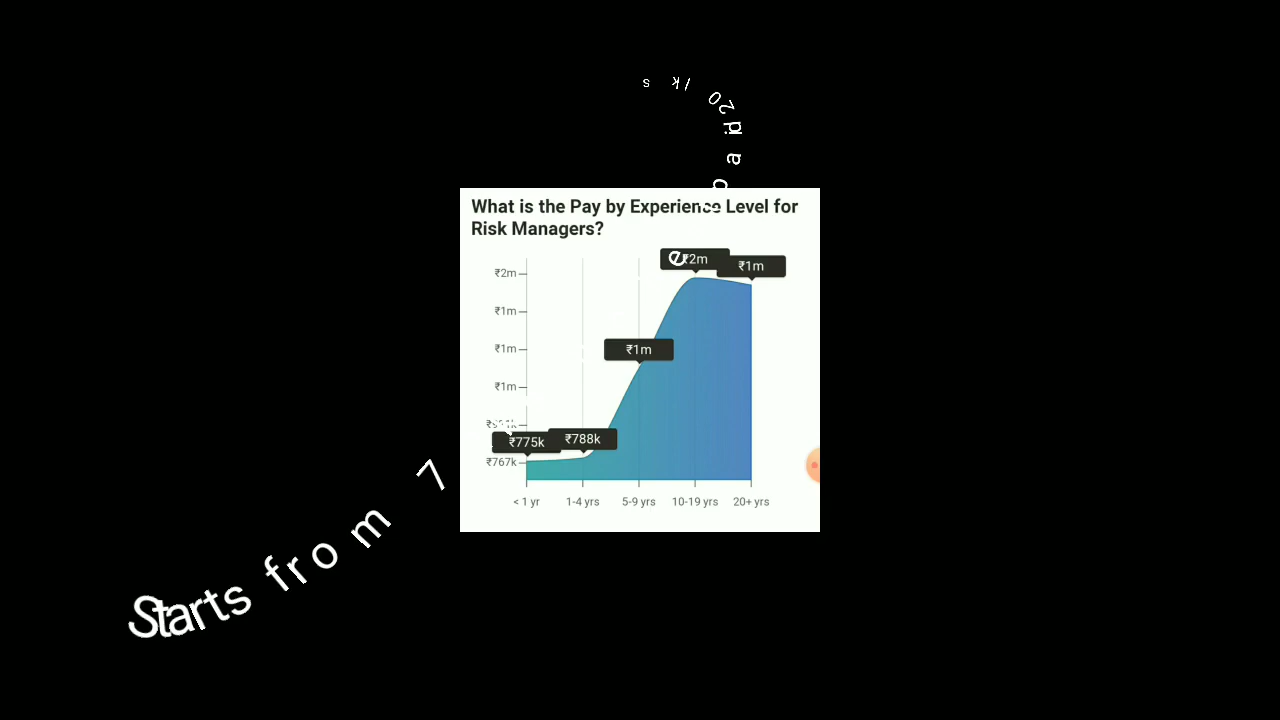 What is the Pay by Experience Level for
Risk Managers?
₹2m
₹1m
₹1m
₹1m
₹767k
₹775k
₹788k
₹1m
₹2m
₹1m
< 1 yr
1-4 yrs
5-9 yrs
10-19 yrs
20+ yrs
Starts from 7